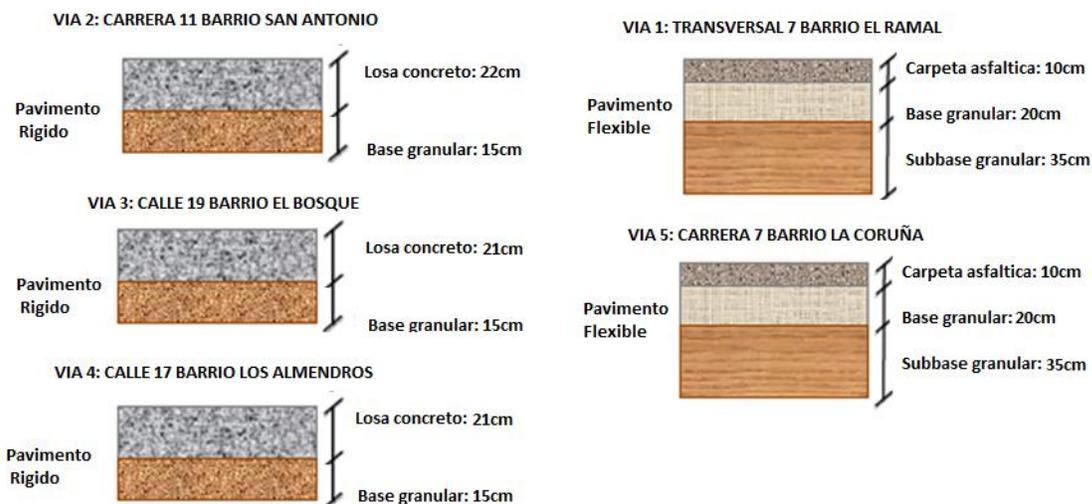 VIA 2: CARRERA 11 BARRIO SAN ANTONIO
Losa concreto: 22cm
Pavimento
Rigido
Base granular: 15cm
VIA 3: CALLE 19 BARRIO EL BOSQUE
Losa concreto: 21cm
Pavimento
Rigido
Base granular: 15cm
VIA 4: CALLE 17 BARRIO LOS ALMENDROS
Losa concreto: 21cm
Pavimento
Rigido
Base granular: 15cm
VIA 1: TRANSVERSAL 7 BARRIO EL RAMAL
Carpeta asfaltica: 10cm
Pavimento
Flexible
Base granular: 20cm
Subbase granular: 35cm
VIA 5: CARRERA 7 BARRIO LA CORUÑA
Carpeta asfaltica: 10cm
Pavimento
Flexible
Base granular: 20cm
Subbase granular: 35cm